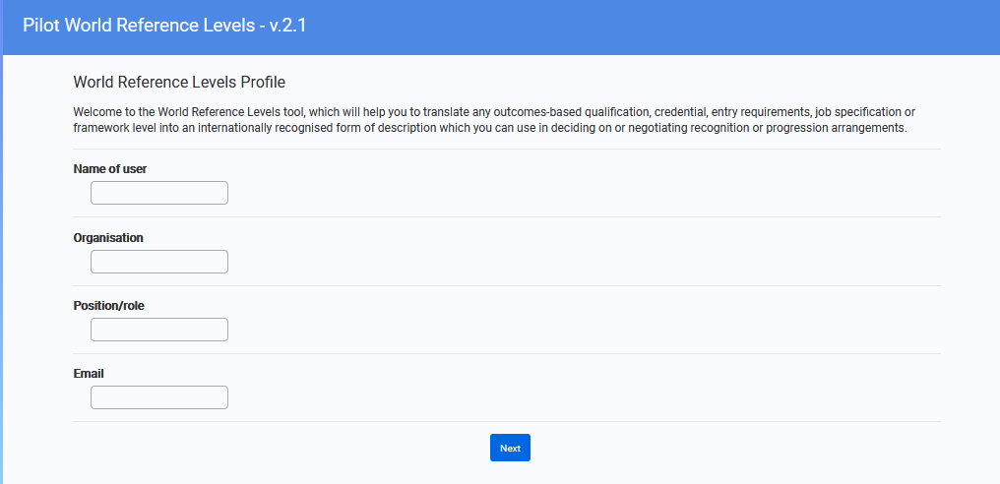 Pilot World Reference Levels - v.2.1
World Reference Levels Profile
Welcome to the World Reference Levels tool, which will help you to translate any outcomes-based qualification, credential, entry requirements, job specification or
framework level into an internationally recognised form of description which you can use in deciding on or negotiating recognition or progression arrangements.
Name of user
Organisation
Position/role
Email
Next